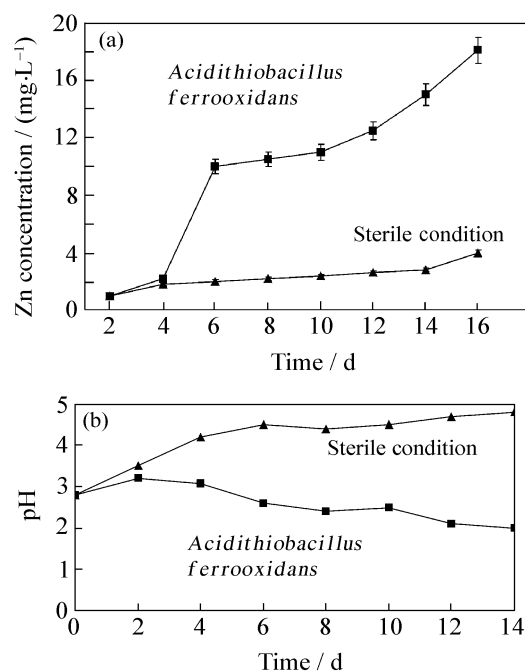 (a)
Acidithiobacillus
ferrooxidans
Sterile condition
20
16
12
8
4
0
Zn concentration / (mg·L⁻¹)
2 4 6 8 10 12 14 16
Time / d
(b)
Sterile condition
Acidithiobacillus
ferrooxidans
5
4
3
2
1
0
pH
0 2 4 6 8 10 12 14
Time / d